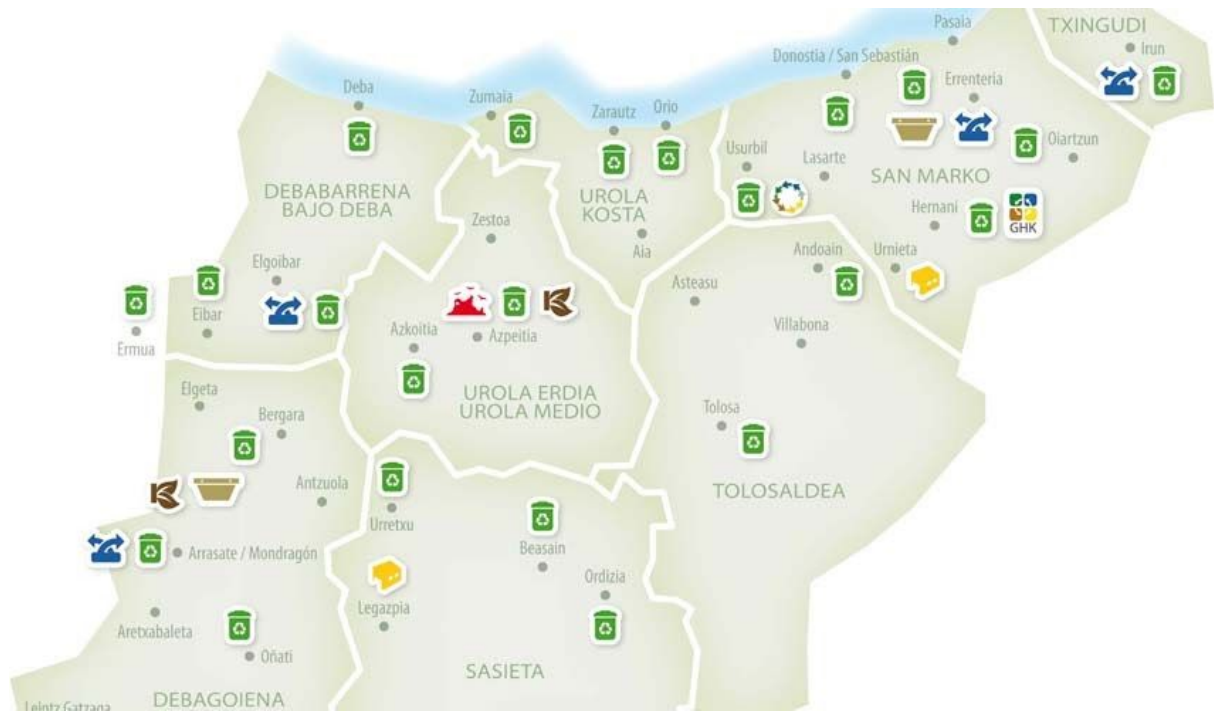 Pasaia
TXINGUDI
Irun
Donostia / San Sebastián
Errenteria
Deba
Zumaia
Zarautz
Orio
Oiartzun
Usurbil
Lasarte
SAN MARKO
DEBABARRENA
BAJO DEBA
UROLA
KOSTA
Hernani
GHK
Zestoa
Aia
Andoain
Urnieta
Elgoibar
Asteasu
Eibar
Ermua
Azkoitia
Azpeitia
Villabona
UROLA ERDIA
UROLA MEDIO
Elgeta
Bergara
Tolosa
Antzuola
TOLOSALDEA
Urretxu
Beasain
Arrasate / Mondragón
Ordizia
Legazpia
Aretxabaleta
Oñati
SASIETA
DEBAGOIENA
Leintz Gatzaga